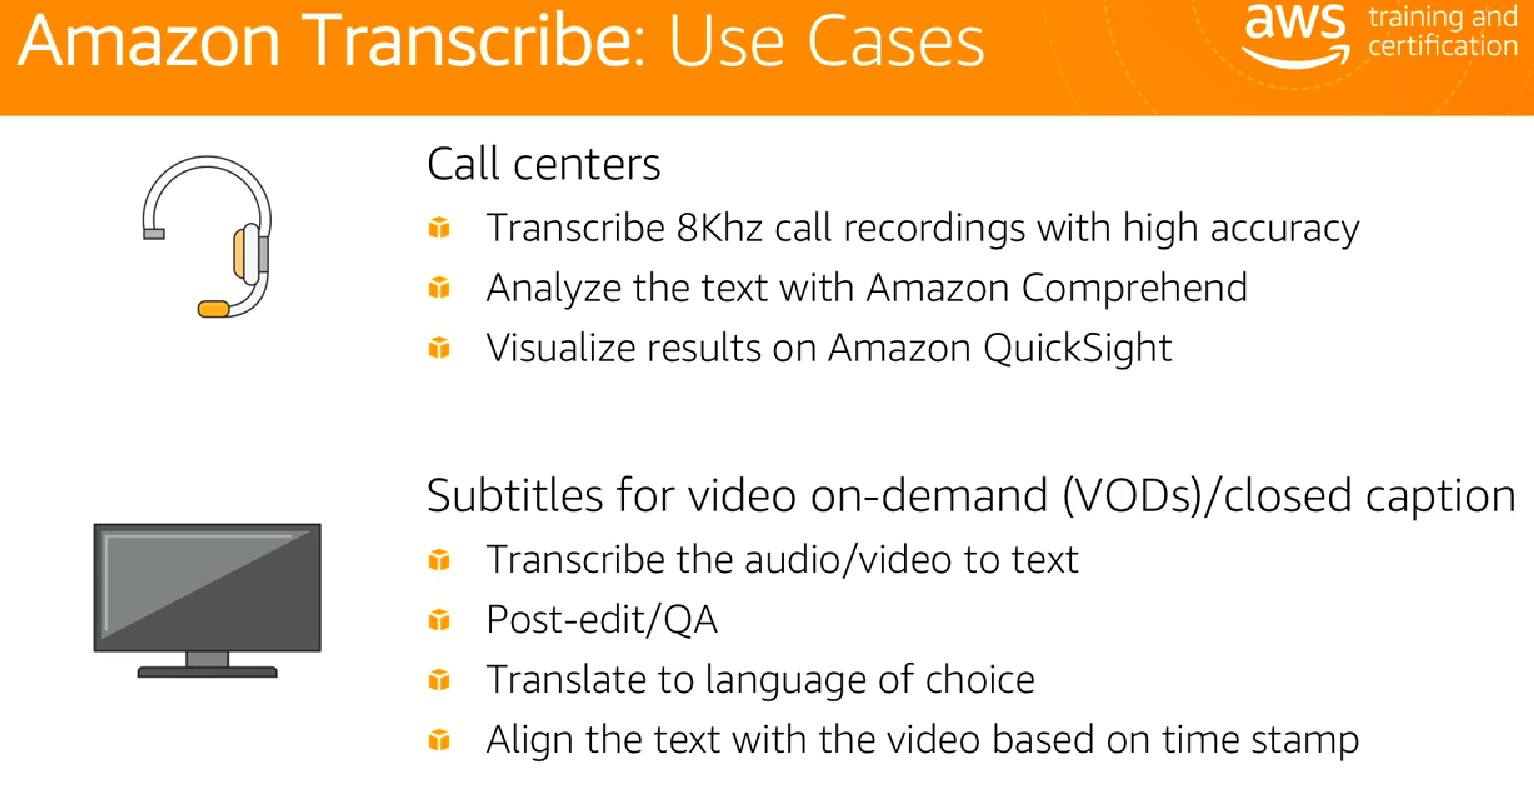 Amazon Transcribe: Use Cases
aws
training and
certification
Call centers
Transcribe 8Khz call recordings with high accuracy
Analyze the text with Amazon Comprehend
Visualize results on Amazon QuickSight
Subtitles for video on-demand (VODs)/closed caption
Transcribe the audio/video to text
Post-edit/QA
Translate to language of choice
Align the text with the video based on time stamp